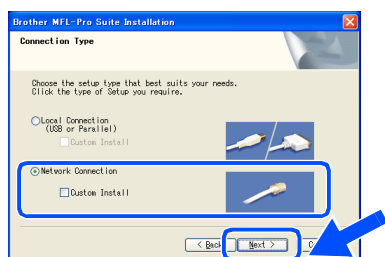 Brother MFL-Pro Suite Installation
Connection Type
Choose the setup type that best suits your needs.
Click the type of Setup you require.
Local Connection
(USB or Parallel)
Custom Install
Network Connection
Custom Install
< Back Next >